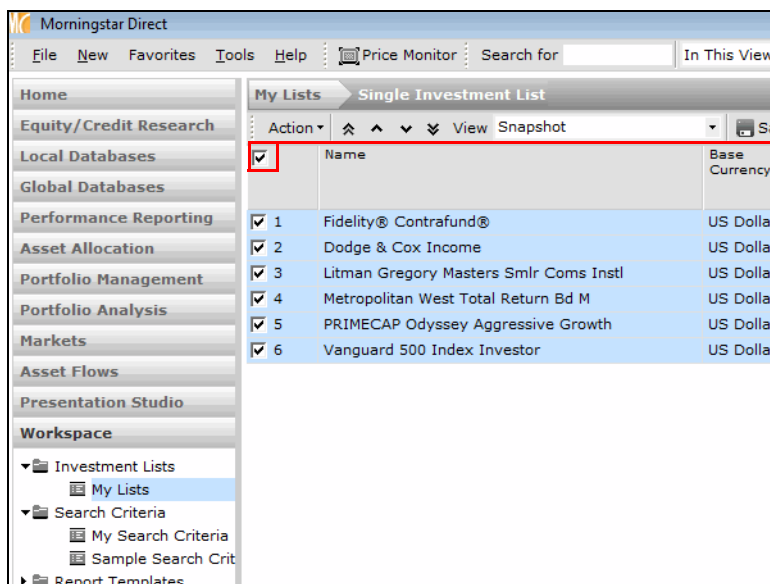 Morningstar Direct
File New Favorites Tools Help Price Monitor Search for In This View
Home
Equity/Credit Research
Local Databases
Global Databases
Performance Reporting
Asset Allocation
Portfolio Management
Portfolio Analysis
Markets
Asset Flows
Presentation Studio
Workspace
Investment Lists
My Lists
Search Criteria
My Search Criteria
Sample Search Crit
Report Templates
My Lists Single Investment List
Action View Snapshot Sa
Name Base
Currency
1 Fidelity® Contrafund® US Dolla
2 Dodge & Cox Income US Dolla
3 Litman Gregory Masters Smlr Coms Instl US Dolla
4 Metropolitan West Total Return Bd M US Dolla
5 PRIMECAP Odyssey Aggressive Growth US Dolla
6 Vanguard 500 Index Investor US Dolla